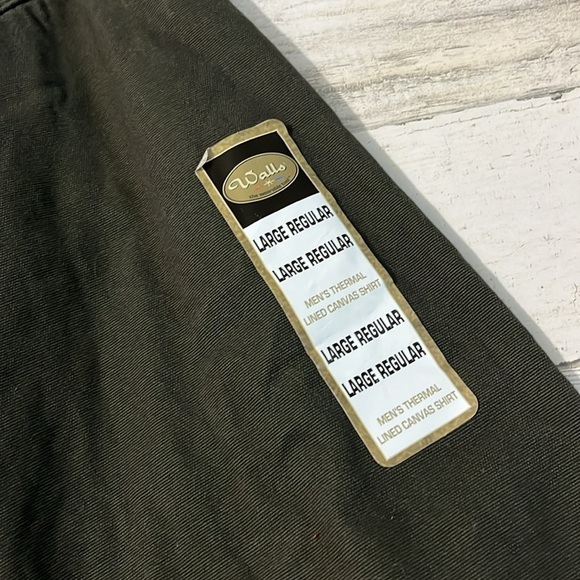 Walls
LARGE REGULAR
LARGE REGULAR
MEN'S THERMAL
LINED CANVAS SHIRT
LARGE REGULAR
LARGE REGULAR
MEN'S THERMAL
LINED CANVAS SHIRT